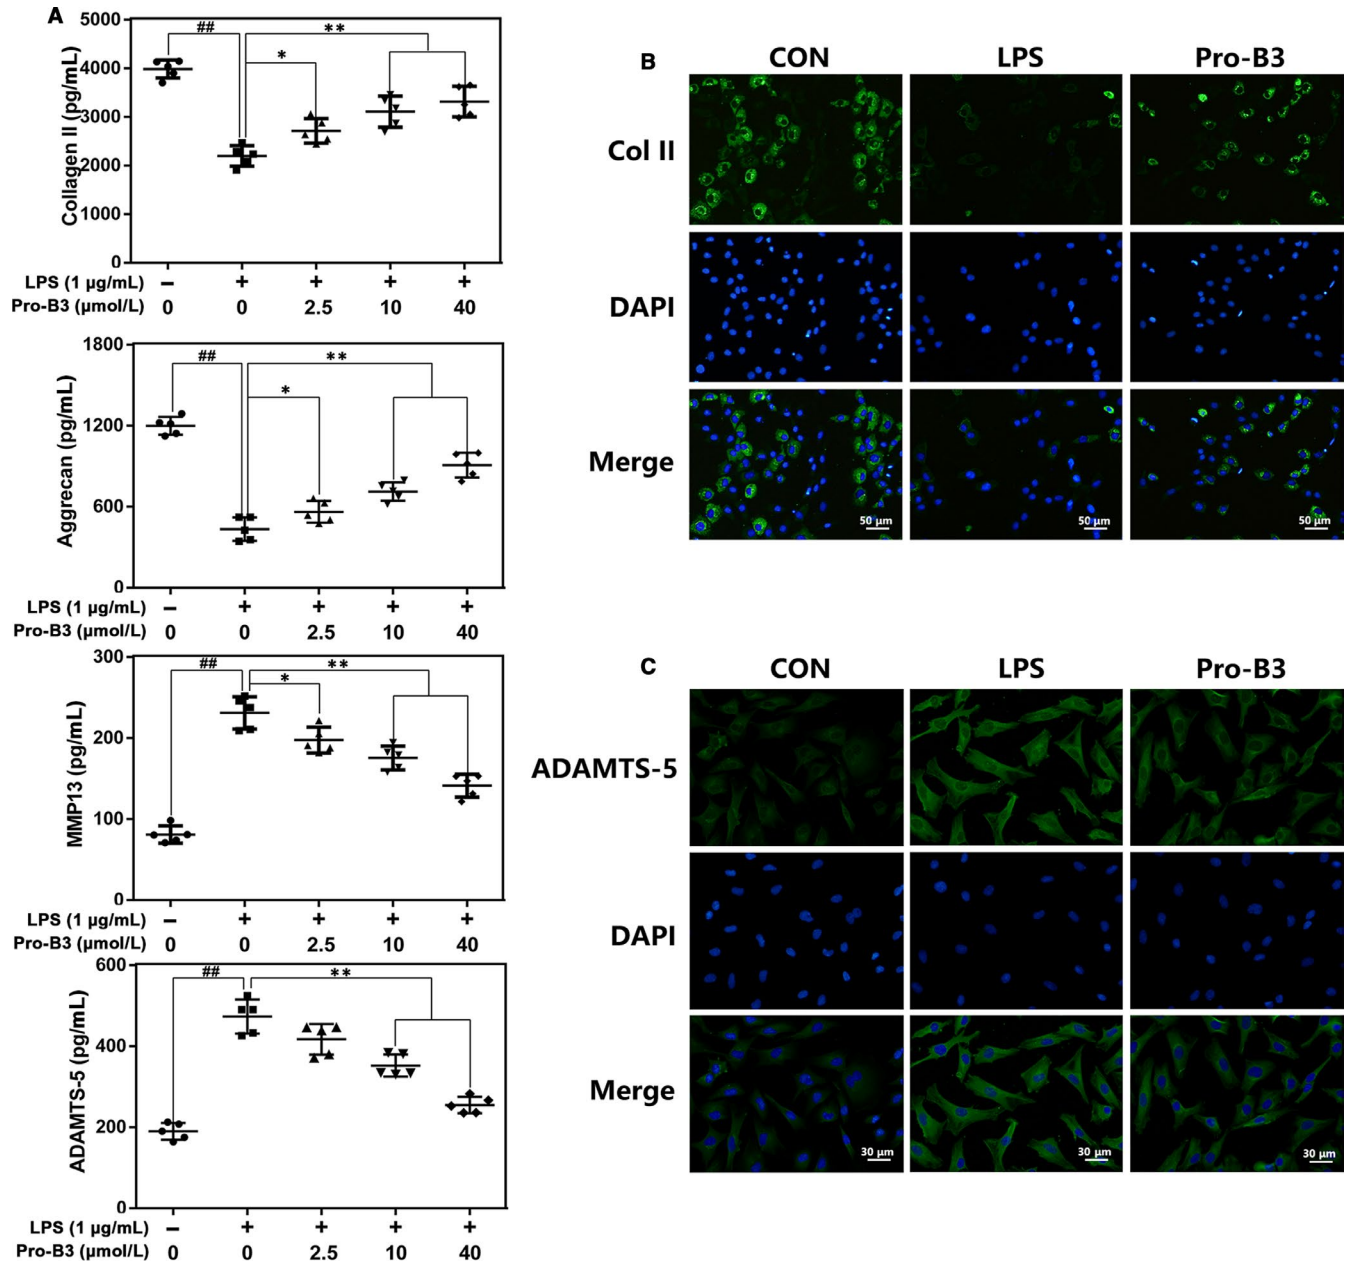 A
Collagen II (pg/mL)
5000
4000
3000
2000
1000
0
## ** *
LPS (1 µg/mL) − + + + +
Pro-B3 (µmol/L) 0 0 2.5 10 40
Aggrecan (pg/mL)
1800
1200
600
0
## ** *
LPS (1 µg/mL) − + + + +
Pro-B3 (µmol/L) 0 0 2.5 10 40
MMP13 (pg/mL)
300
200
100
0
## ** *
LPS (1 µg/mL) − + + + +
Pro-B3 (µmol/L) 0 0 2.5 10 40
ADAMTS-5 (pg/mL)
600
400
200
0
## **
LPS (1 µg/mL) − + + + +
Pro-B3 (µmol/L) 0 0 2.5 10 40
B
CON LPS Pro-B3
Col II
DAPI
Merge
50 µm 50 µm 50 µm
C
CON LPS Pro-B3
ADAMTS-5
DAPI
Merge
30 µm 30 µm 30 µm